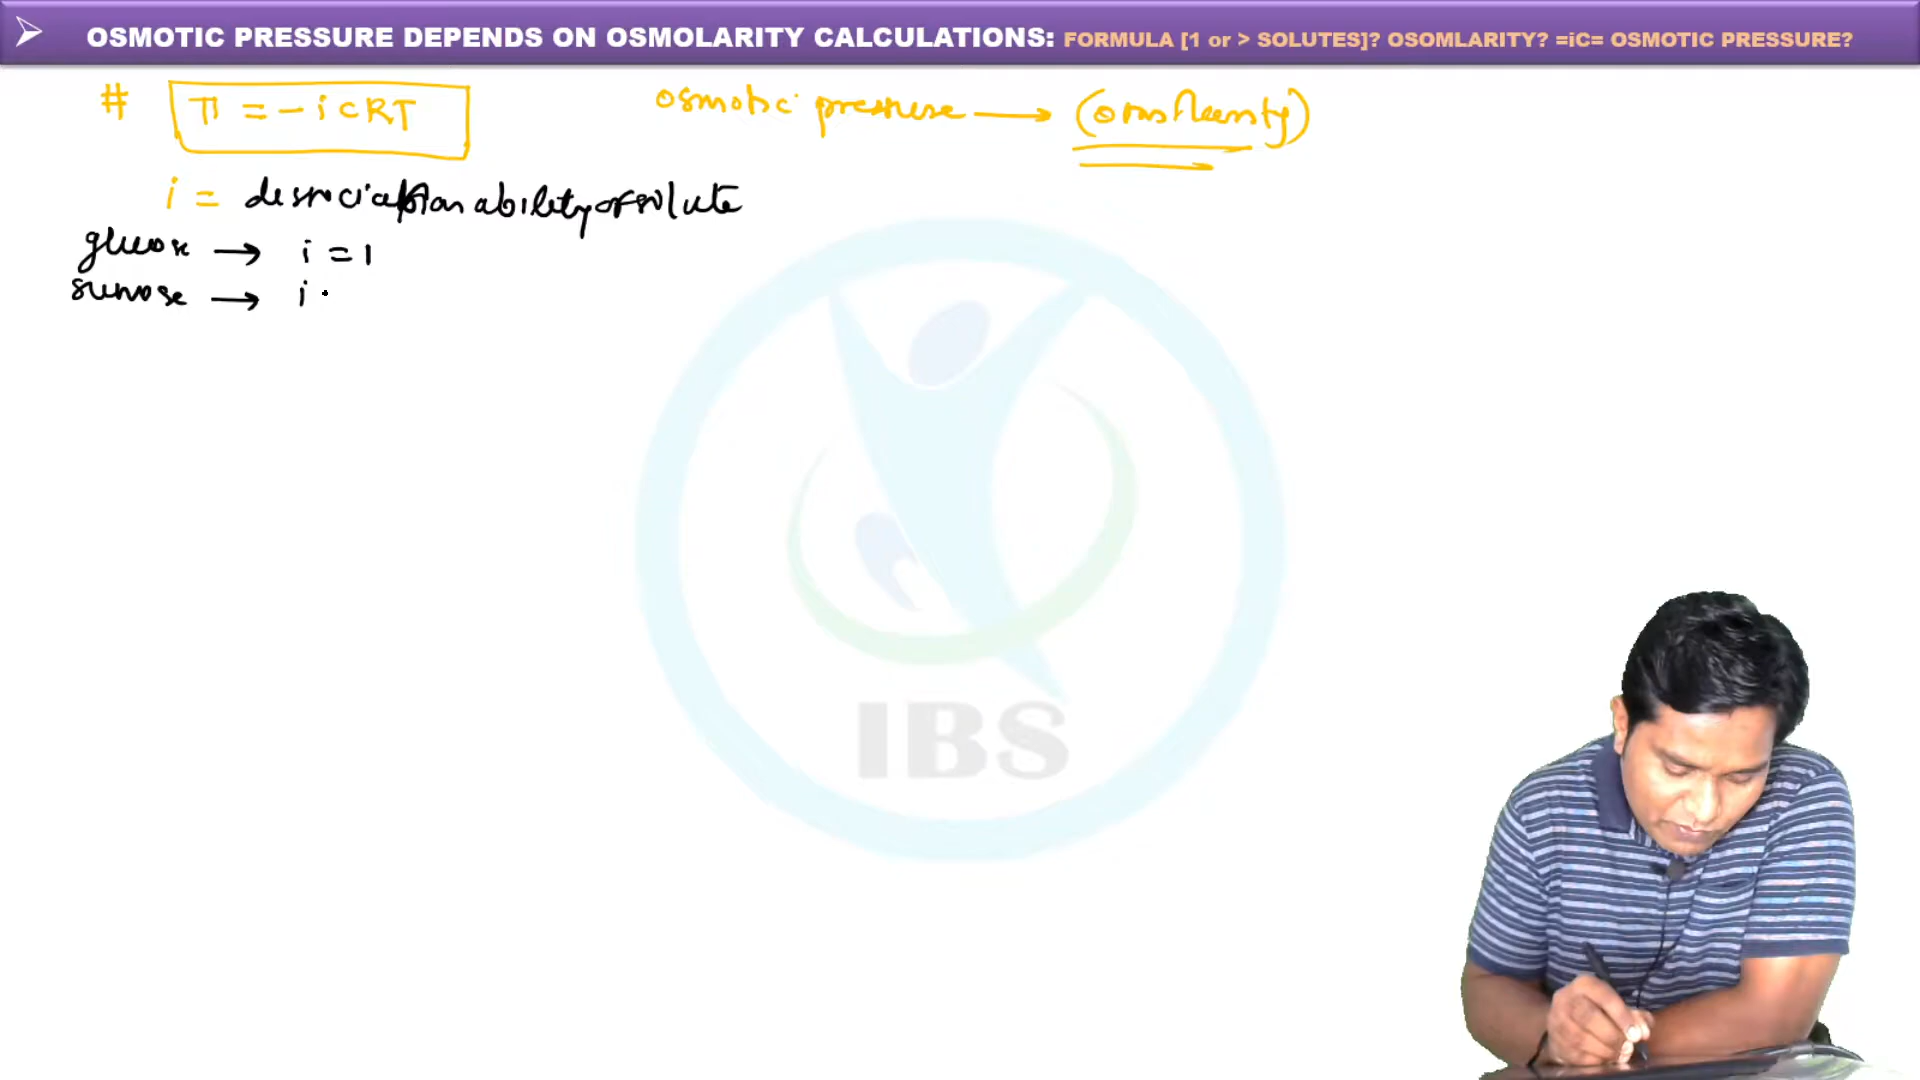 OSMOTIC PRESSURE DEPENDS ON OSMOLARITY CALCULATIONS: FORMULA [1 or > SOLUTES]? OSOMLARITY? =iC= OSMOTIC PRESSURE?
# π = - i c R T
osmotic pressure → (osmolarity)
i = dissociation ability of solute
glucose → i = 1
sucrose → i
IBS